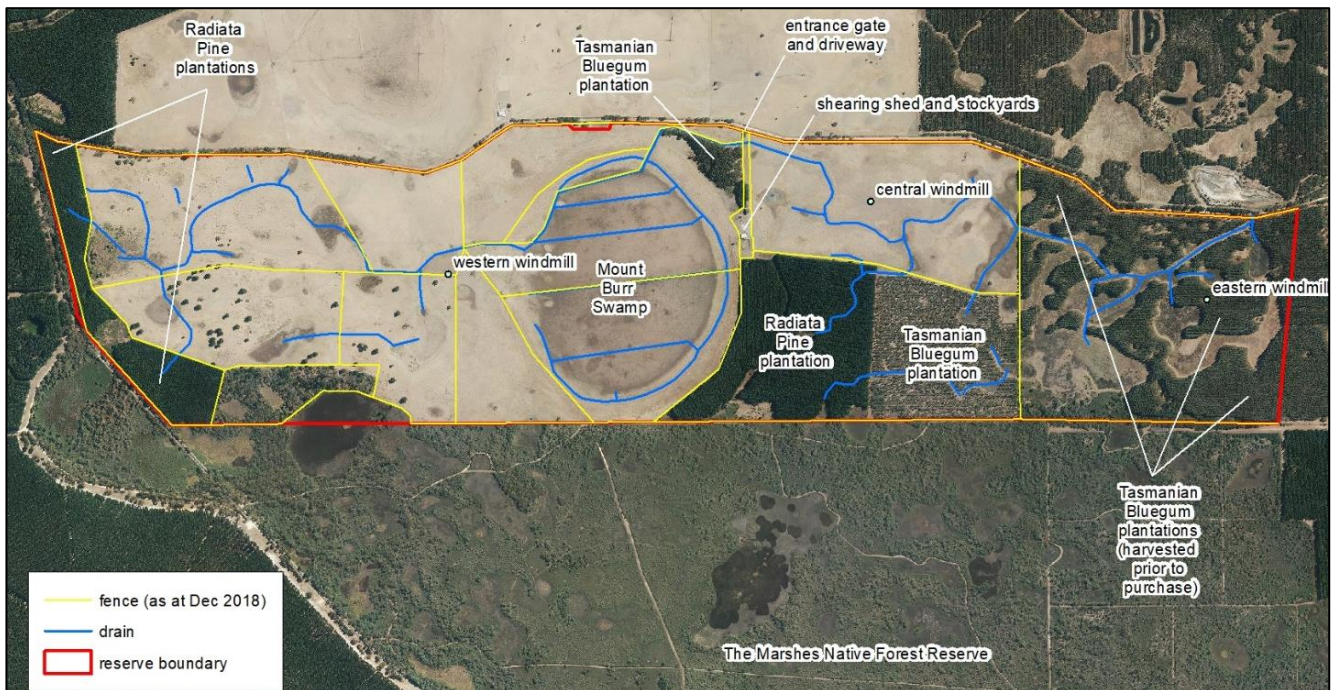 Radiata
Pine
plantations
Tasmanian
Bluegum
plantation
entrance gate
and driveway
shearing shed and stockyards
central windmill
western windmill
Mount
Burr
Swamp
eastern windmill
Radiata
Pine
plantation
Tasmanian
Bluegum
plantation
Tasmanian
Bluegum
plantations
(harvested
prior to
purchase)
The Marshes Native Forest Reserve
fence (as at Dec 2018)
drain
reserve boundary